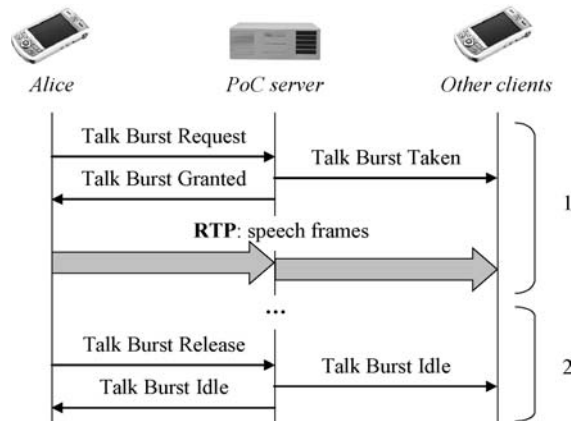 Alice
PoC server
Other clients
Talk Burst Request
Talk Burst Taken
Talk Burst Granted
1
RTP: speech frames
...
Talk Burst Release
Talk Burst Idle
Talk Burst Idle
2